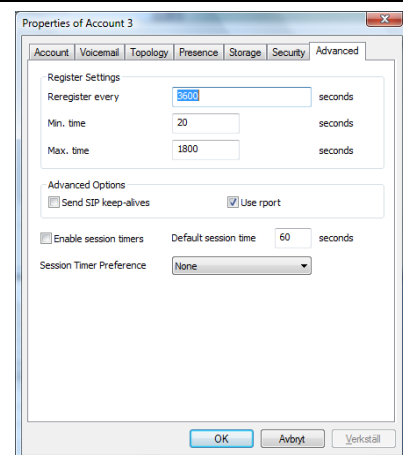 Properties of Account 3
Account Voicemail Topology Presence Storage Security Advanced
Register Settings
Reregister every 3600 seconds
Min. time 20 seconds
Max. time 1800 seconds
Advanced Options
Send SIP keep-alives Use rport
Enable session timers Default session time 60 seconds
Session Timer Preference None
OK Avbryt Verkställ